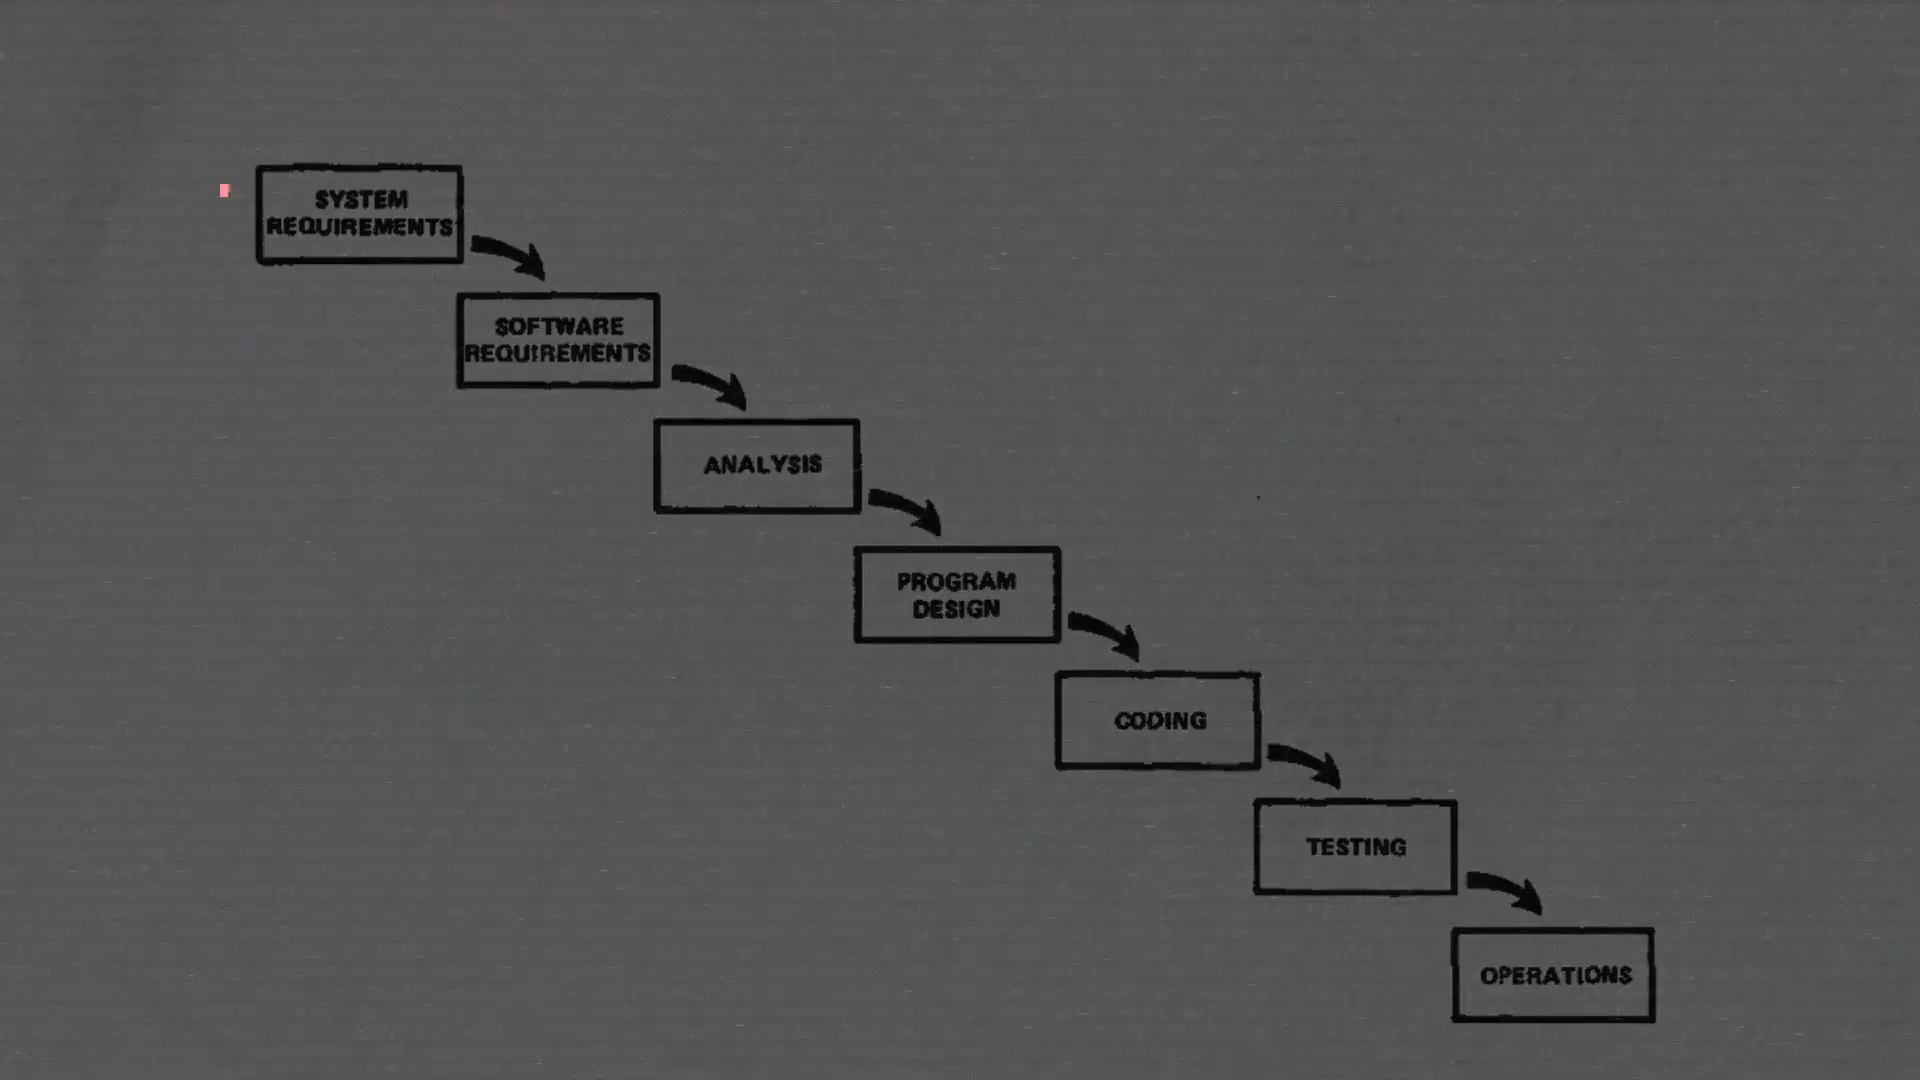 SYSTEM
REQUIREMENTS
SOFTWARE
REQUIREMENTS
ANALYSIS
PROGRAM
DESIGN
CODING
TESTING
OPERATIONS